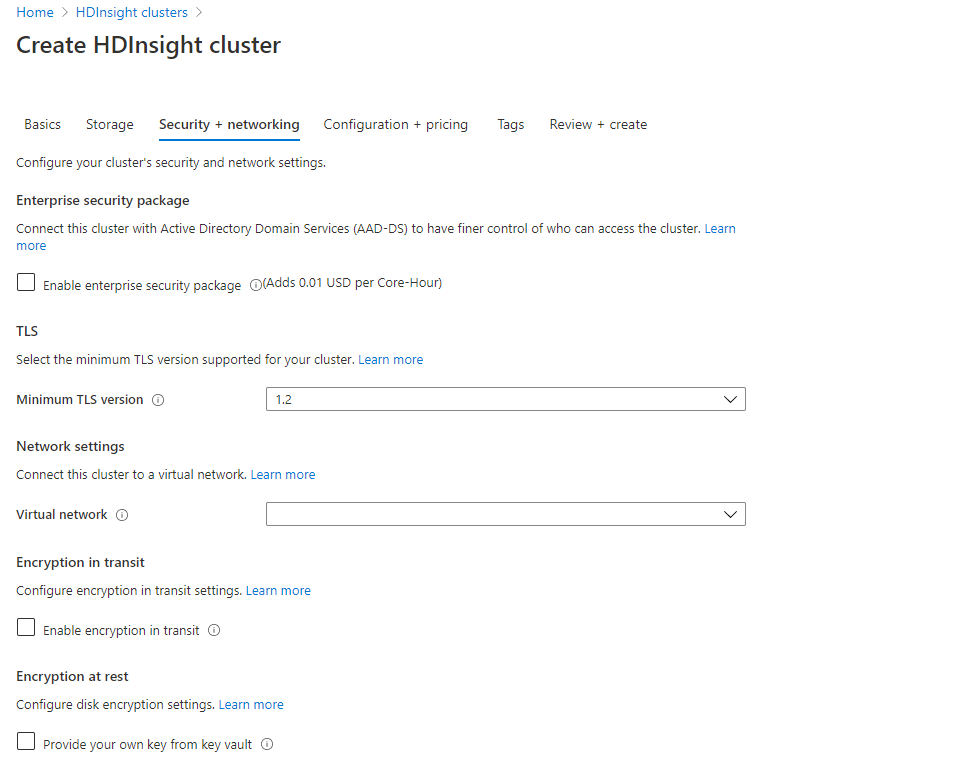 Home > HDInsight clusters >
Create HDInsight cluster
Basics Storage Security + networking Configuration + pricing Tags Review + create
Configure your cluster's security and network settings.
Enterprise security package
Connect this cluster with Active Directory Domain Services (AAD-DS) to have finer control of who can access the cluster. Learn
more
Enable enterprise security package (Adds 0.01 USD per Core-Hour)
TLS
Select the minimum TLS version supported for your cluster. Learn more
Minimum TLS version 1.2
Network settings
Connect this cluster to a virtual network. Learn more
Virtual network
Encryption in transit
Configure encryption in transit settings. Learn more
Enable encryption in transit
Encryption at rest
Configure disk encryption settings. Learn more
Provide your own key from key vault